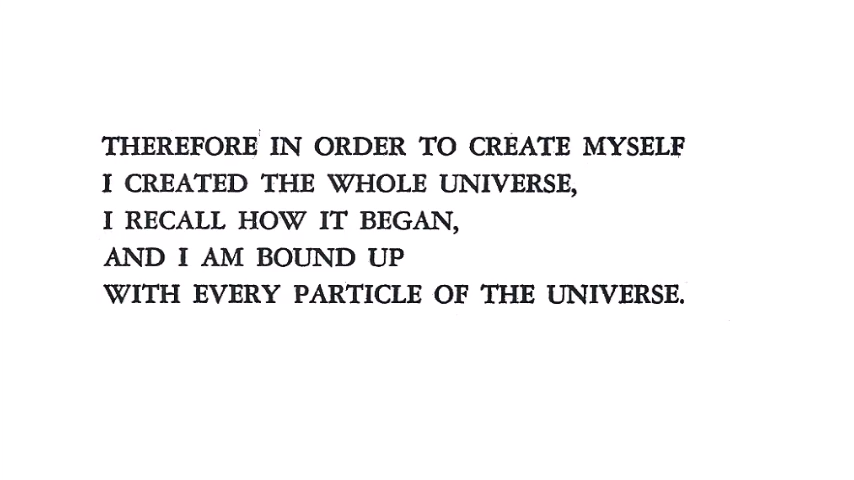 THEREFORE IN ORDER TO CREATE MYSELF
I CREATED THE WHOLE UNIVERSE,
I RECALL HOW IT BEGAN,
AND I AM BOUND UP
WITH EVERY PARTICLE OF THE UNIVERSE.